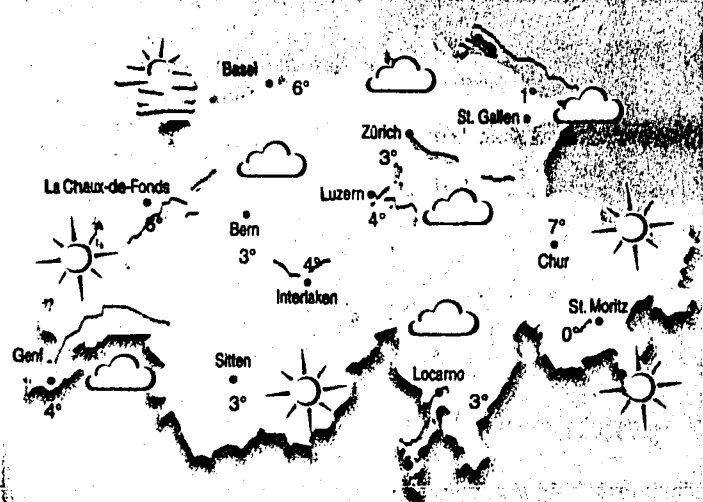 Basel
6°
1°
St. Gallen
Zürich
3°
La Chaux-de-Fonds
Luzern
4°
Bern
3°
7°
Chur
4°
Interlaken
St. Moritz
0°
Genf
4°
Sitten
3°
Locarno
3°